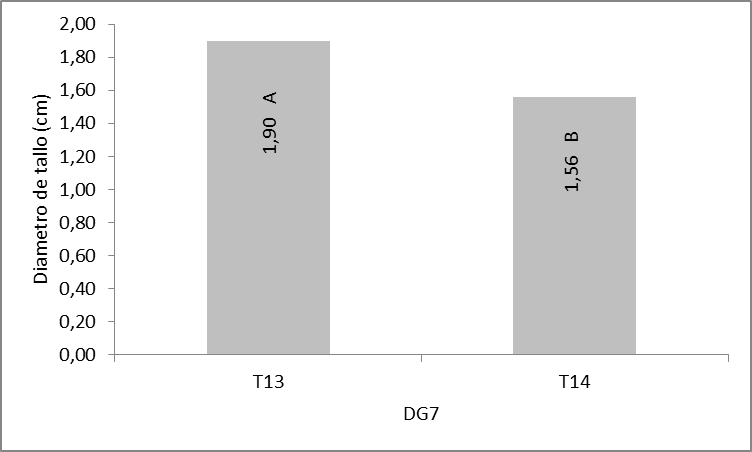 2,00
1,80
1,60
1,40
1,20
1,00
0,80
0,60
0,40
0,20
0,00
Diametro de tallo (cm)
1,90 A
1,56 B
T13
T14
DG7